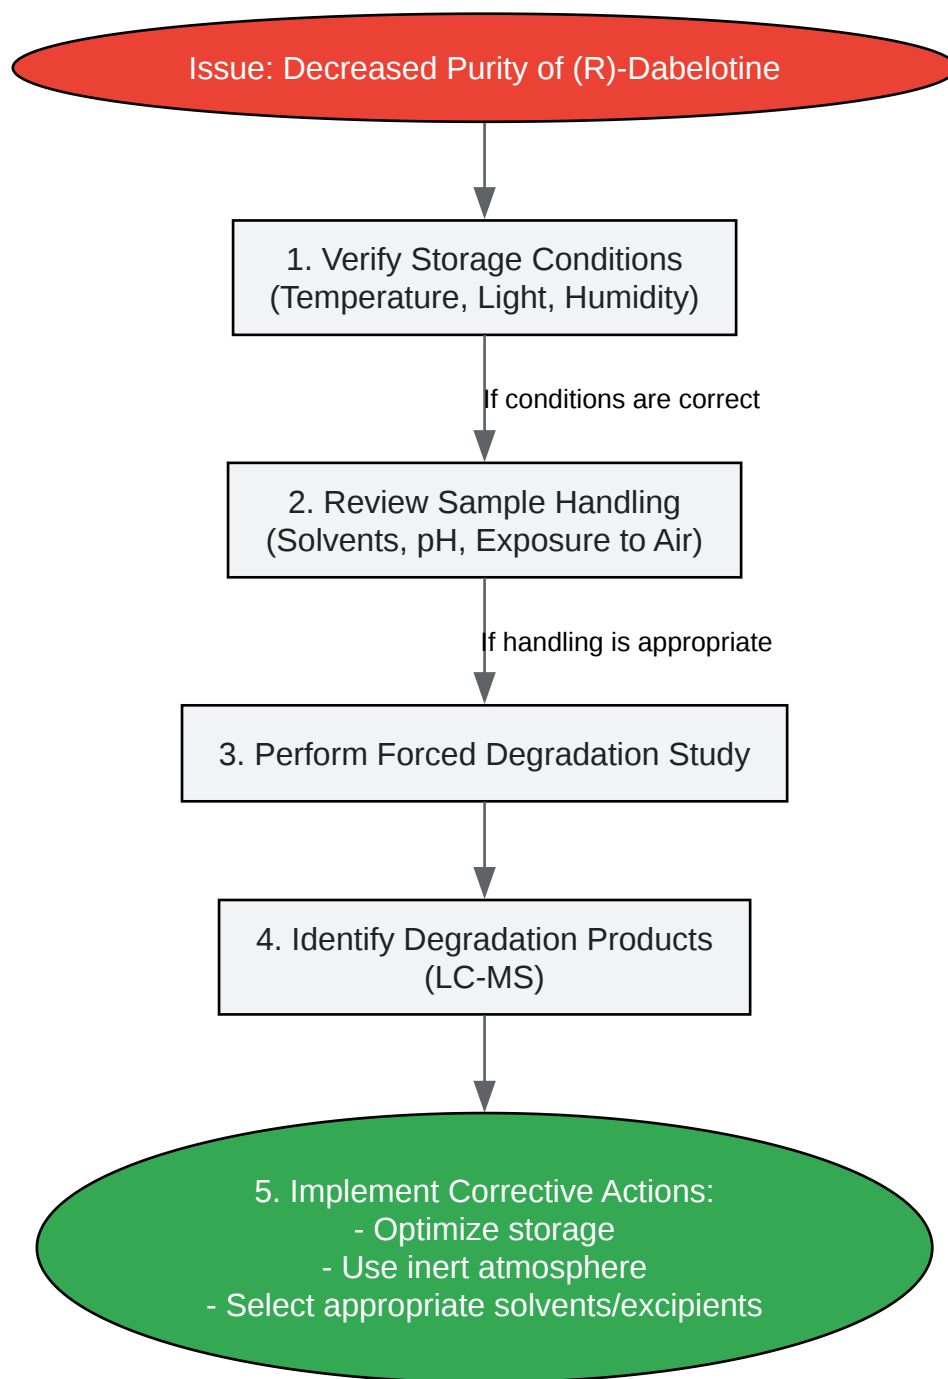 Issue: Decreased Purity of (R)-Dabelotine
1. Verify Storage Conditions
(Temperature, Light, Humidity)
If conditions are correct
2. Review Sample Handling
(Solvents, pH, Exposure to Air)
If handling is appropriate
3. Perform Forced Degradation Study
4. Identify Degradation Products
(LC-MS)
5. Implement Corrective Actions:
- Optimize storage
- Use inert atmosphere
- Select appropriate solvents/excipients